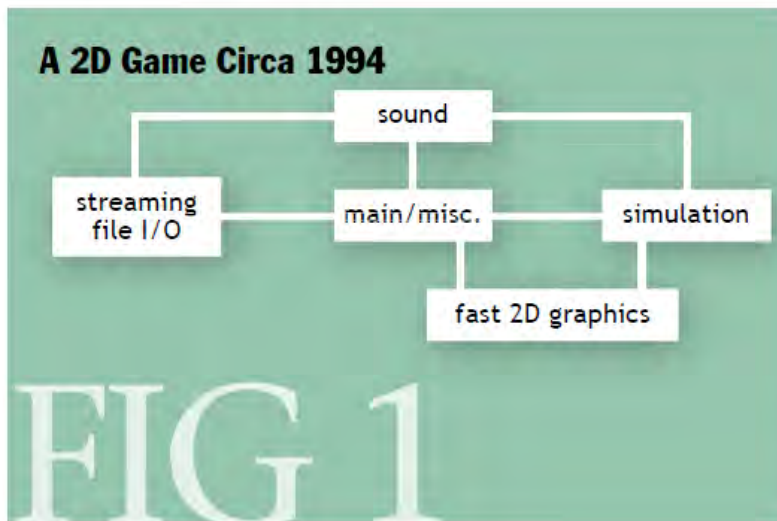 A 2D Game Circa 1994
sound
streaming
file I/O
main/misc.
simulation
fast 2D graphics
FIG 1